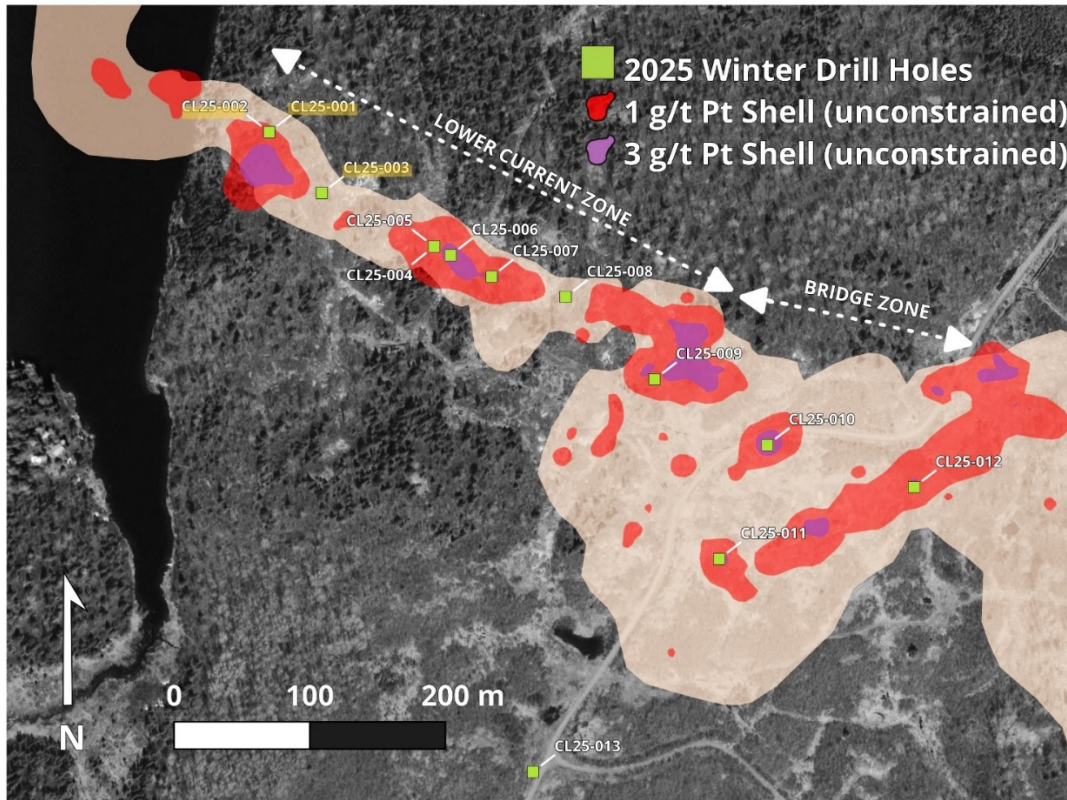 2025 Winter Drill Holes
1 g/t Pt Shell (unconstrained)
3 g/t Pt Shell (unconstrained)
LOWER CURRENT ZONE
BRIDGE ZONE
CL25-002
CL25-001
CL25-003
CL25-005
CL25-006
CL25-007
CL25-004
CL25-008
CL25-009
CL25-010
CL25-012
CL25-011
CL25-013
0 100 200 m
N